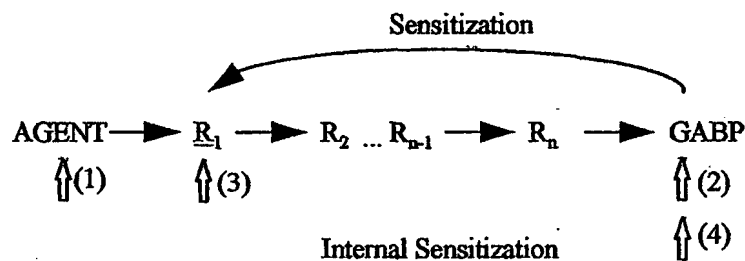 Sensitization
AGENT R₁ R₂ ... Rₙ₋₁ Rₙ GABP
(1) (3) (2)
(4)
Internal Sensitization